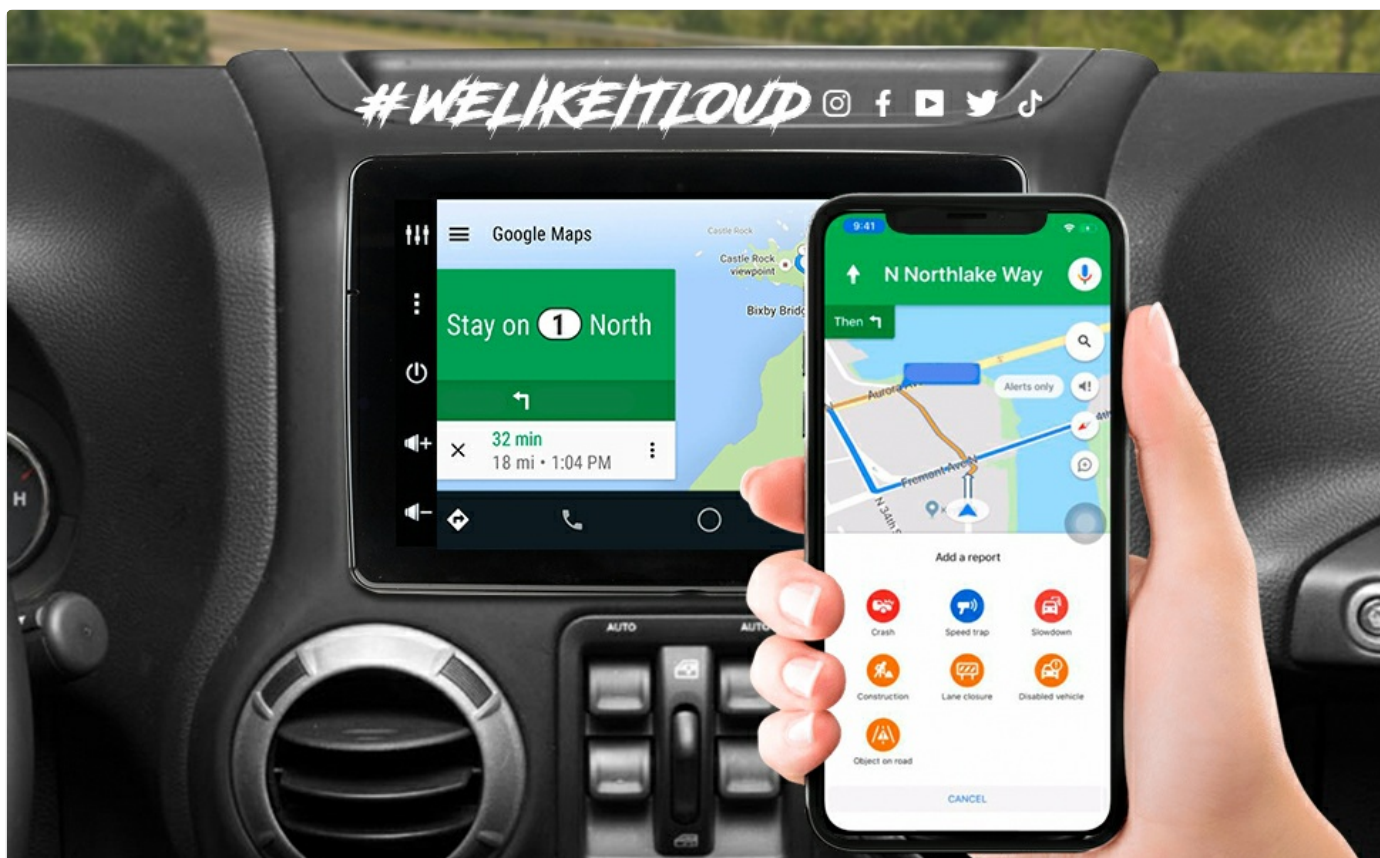 #WELIKEITLOUD
Google Maps
Stay on 1 North
32 min
18 mi • 1:04 PM
Castle Rock
Castle Rock
viewpoint
Bixby Bridg
H
AUTO
AUTO
9:41
N Northlake Way
Then
Alerts only
Aurora Av
4th
Fremont Ave N
N 34th S
Add a report
Crash
Speed trap
Slowdown
Construction
Lane closure
Disabled vehicle
Object on road
CANCEL